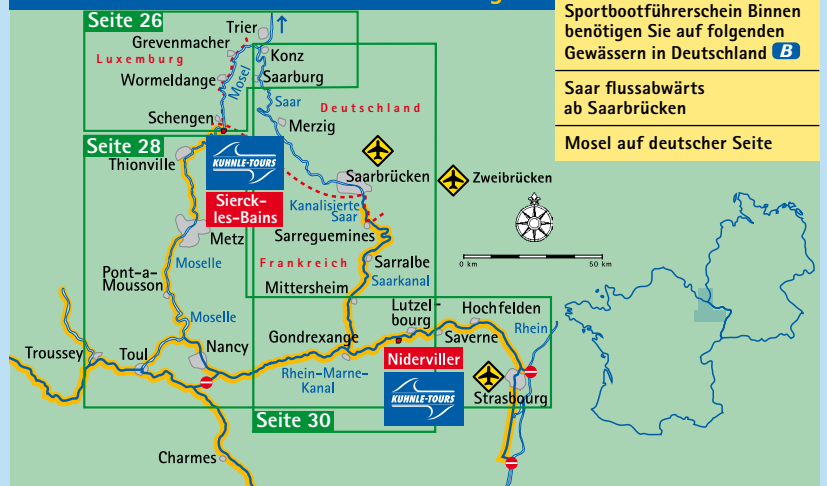 Sportbootführerschein Binnen
benötigen Sie auf folgenden
Gewässern in Deutschland B
Saar flussabwärts
ab Saarbrücken
Mosel auf deutscher Seite
Seite 26
Trier
Grevenmacher
Konz
Luxemburg
Wormeldange
Saarburg
Mosel
Saar
Deutschland
Schengen
Merzig
Seite 28
Thionville
KUHNLE-TOURS
Saarbrücken
Zweibrücken
Sierck-
les-Bains
Kanalisierte
Saar
Metz
Sarreguemines
Moselle
Frankreich
Sarralbe
0 km
50 km
Pont-a-
Mousson
Saarkanal
Mittersheim
Moselle
Lutzel-
bourg
Hochfelden
Gondrexange
Saverne
Rhein
Troussey
Toul
Nancy
Niderviller
Rhein-Marne-
Kanal
KUHNLE-TOURS
Strasbourg
Seite 30
Charmes